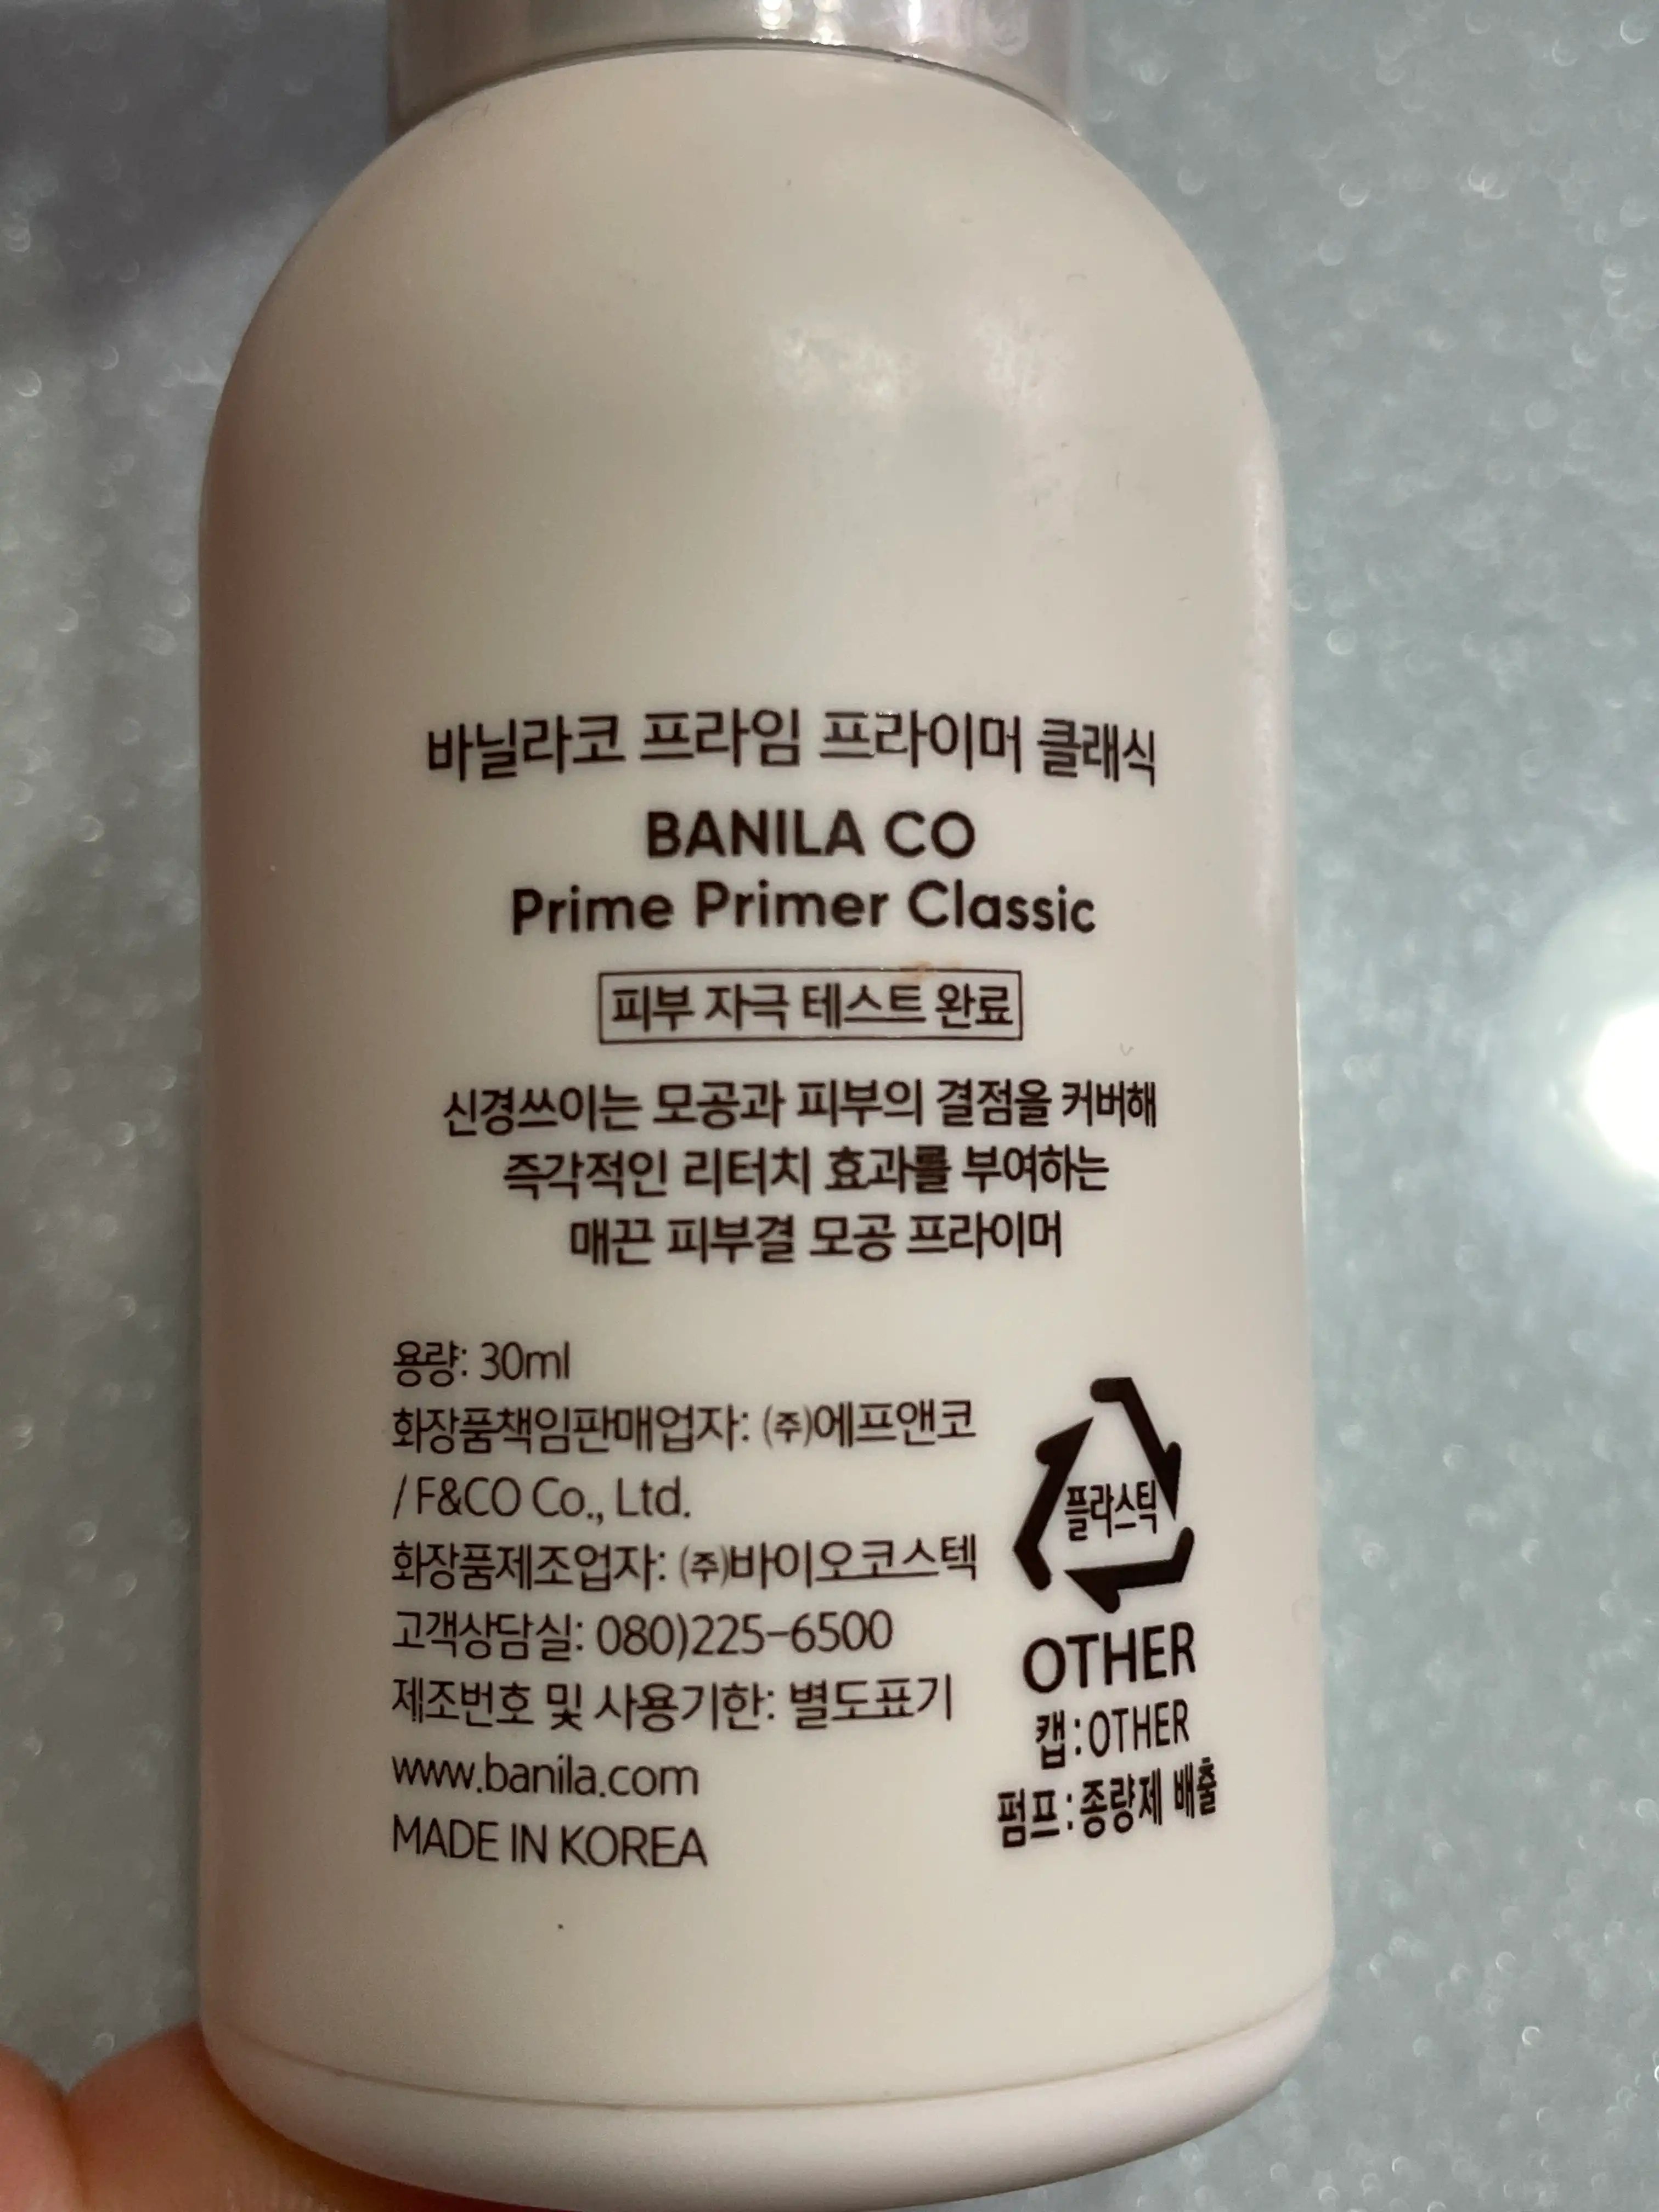 바닐라코 프라임 프라이머 클래식
BANILA CO
Prime Primer Classic
피부 자극 테스트 완료
신경쓰이는 모공과 피부의 결점을 커버해
즉각적인 리터치 효과를 부여하는
매끈 피부결 모공 프라이머
용량: 30ml
화장품책임판매업자: (주)에프앤코
/ F&CO Co., Ltd.
화장품제조업자: (주)바이오코스텍
고객상담실: 080)225-6500
제조번호 및 사용기한: 별도표기
www.banila.com
MADE IN KOREA
플라스틱
OTHER
캡:OTHER
펌프:종량제 배출